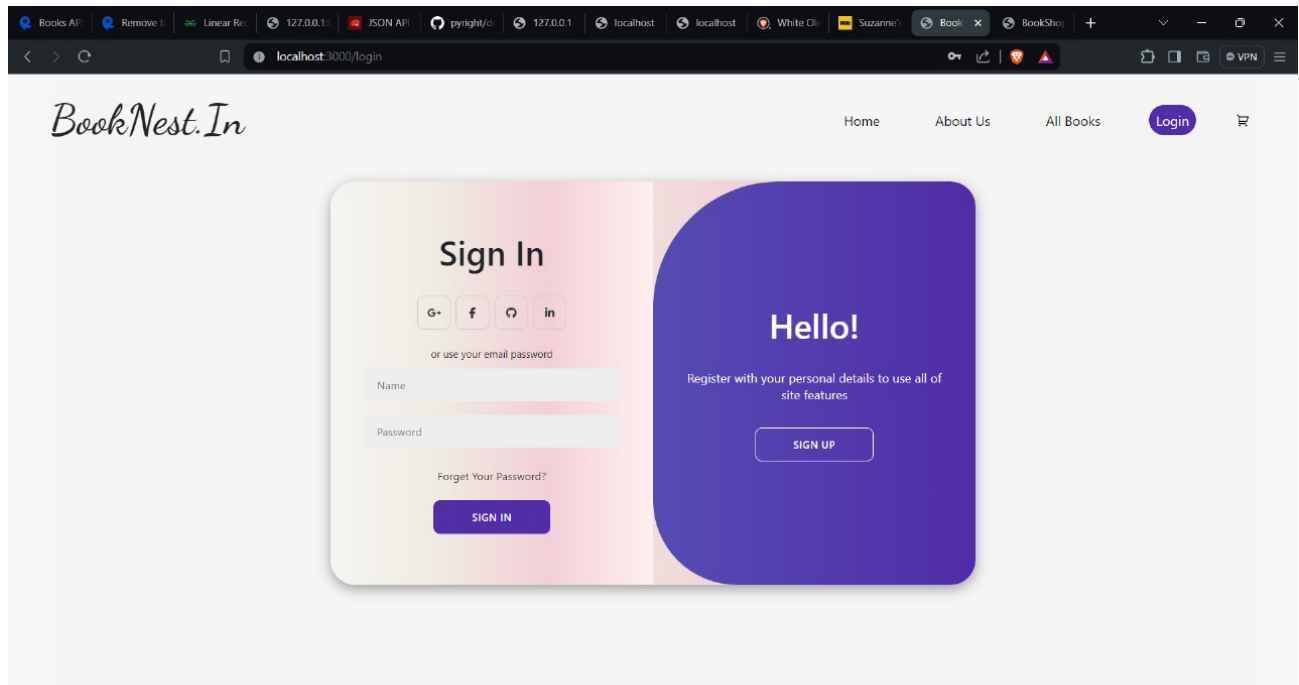 Books API
Remove
Linear Re
127.0.0.1:
JSON API
pyright/d
127.0.0.1
localhost
localhost
White Ole
Suzanne's
Book
BookShop
localhost:3000/login
VPN
BookNest.In
Home
About Us
All Books
Login
Sign In
G+
f
in
or use your email password
Name
Password
Forget Your Password?
SIGN IN
Hello!
Register with your personal details to use all of
site features
SIGN UP